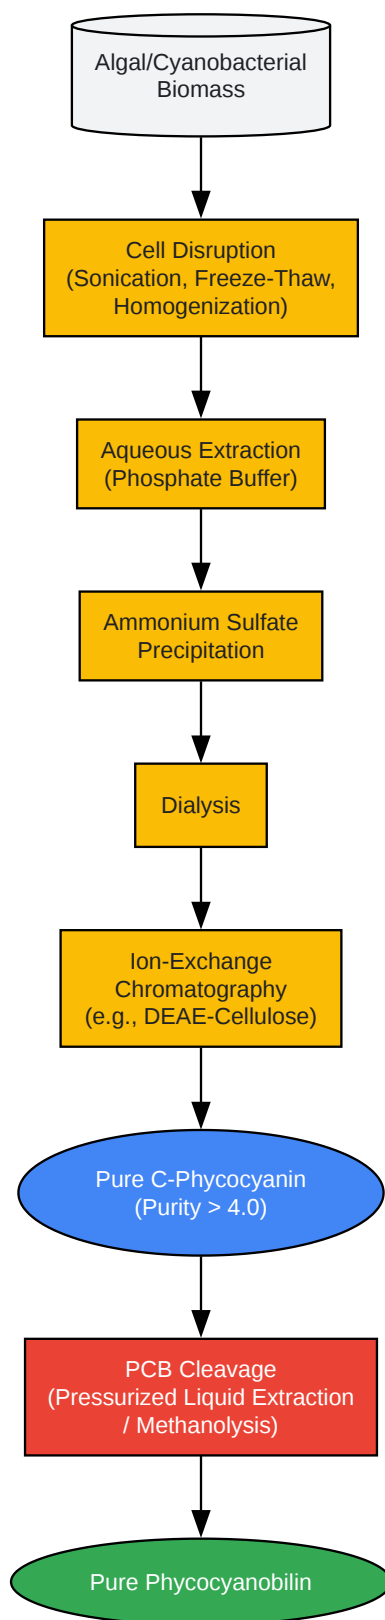 Algal/Cyanobacterial
Biomass
Cell Disruption
(Sonication, Freeze-Thaw,
Homogenization)
Aqueous Extraction
(Phosphate Buffer)
Ammonium Sulfate
Precipitation
Dialysis
Ion-Exchange
Chromatography
(e.g., DEAE-Cellulose)
Pure C-Phycocyanin
(Purity > 4.0)
PCB Cleavage
(Pressurized Liquid Extraction
/ Methanolysis)
Pure Phycocyanobilin